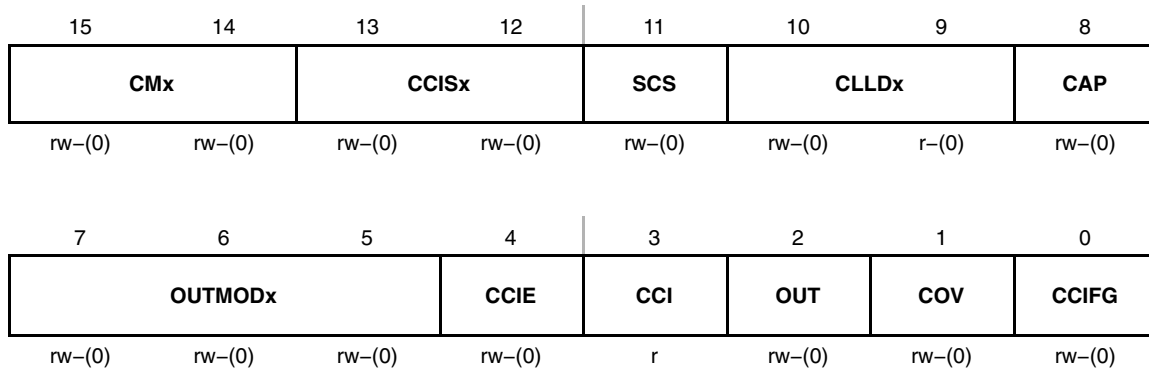 15 14 13 12 11 10 9 8
CMx CCISx SCS CLLDx CAP
rw−(0) rw−(0) rw−(0) rw−(0) rw−(0) rw−(0) r−(0) rw−(0)
7 6 5 4 3 2 1 0
OUTMODx CCIE CCI OUT COV CCIFG
rw−(0) rw−(0) rw−(0) rw−(0) r rw−(0) rw−(0) rw−(0)